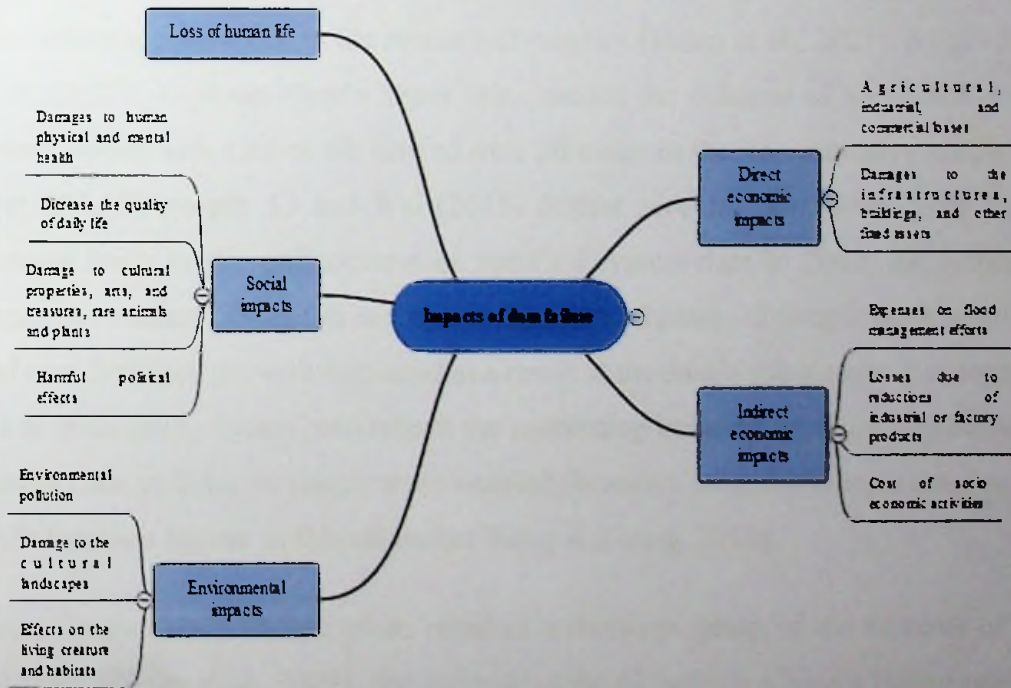 Loss of human life
Damages to human
physical and mental
health
Dicrease the quality
of daily life
Damage to cultural
properties, arts, and
treasures, rare animals
and plants
Harmful political
effects
Social
impacts
Environmental
pollution
Damage to the
cultural
landscapes
Effects on the
living creature
and habitats
Environmental
impacts
Impacts of dam failure
Direct
economic
impacts
Agricultural,
industrial, and
commercial bases
Damages to the
infrastructures,
buildings, and other
fixed assets
Indirect
economic
impacts
Expenses on flood
management efforts
Losses due to
reductions of
industrial or factory
products
Cost of socio
economic activities